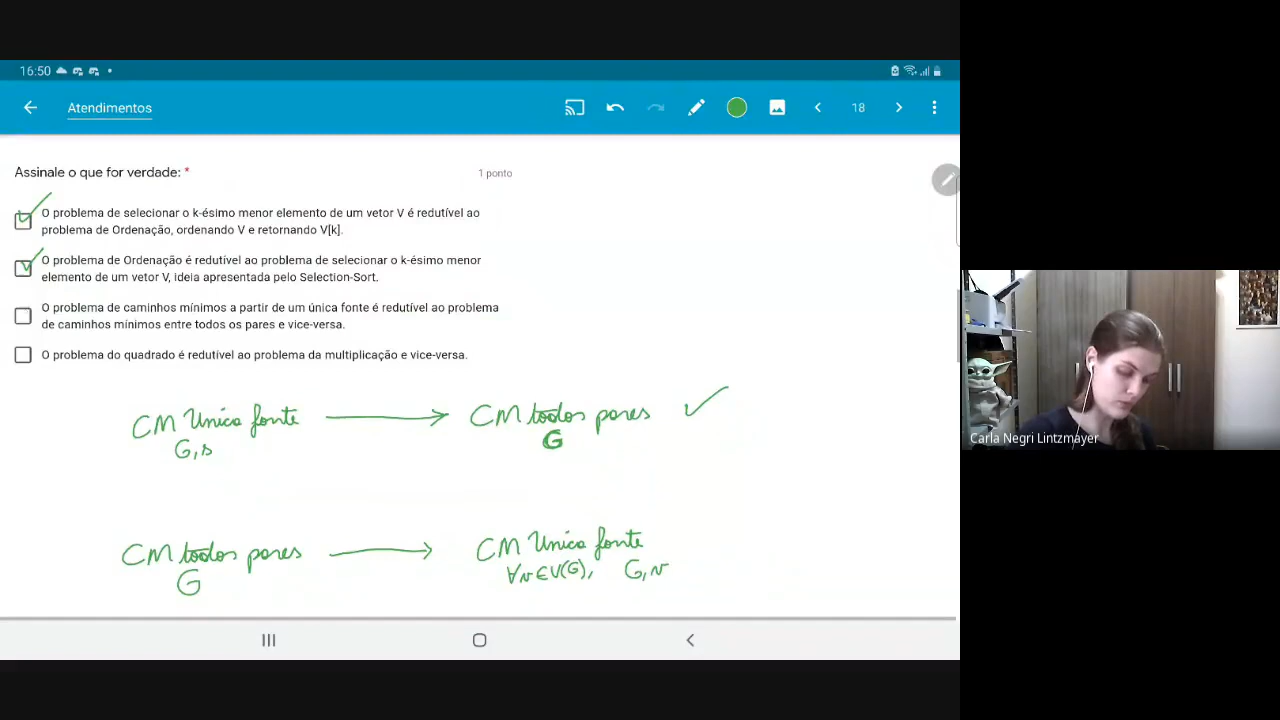 16:50
Atendimentos
18
Assinale o que for verdade: *
1 ponto
O problema de selecionar o k-ésimo menor elemento de um vetor V é redutível ao
problema de Ordenação, ordenando V e retornando V[k].
O problema de Ordenação é redutível ao problema de selecionar o k-ésimo menor
elemento de um vetor V, ideia apresentada pelo Selection-Sort.
O problema de caminhos mínimos a partir de um única fonte é redutível ao problema
de caminhos mínimos entre todos os pares e vice-versa.
O problema do quadrado é redutível ao problema da multiplicação e vice-versa.
CM Única fonte → CM todos pares ✓
G,s G
CM todos pares → CM Única fonte
G ∀v∈V(G), G,v
Carla Negri Lintzmayer